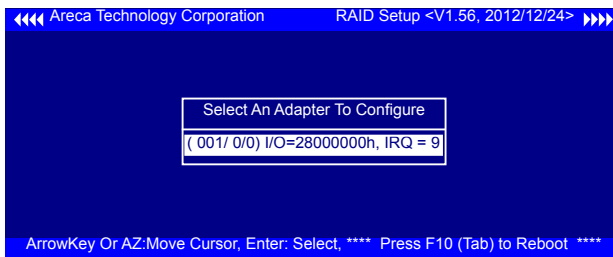 Areca Technology Corporation RAID Setup <V1.56, 2012/12/24>
Select An Adapter To Configure
( 001/ 0/0) I/O=28000000h, IRQ = 9
ArrowKey Or AZ:Move Cursor, Enter: Select, **** Press F10 (Tab) to Reboot ****